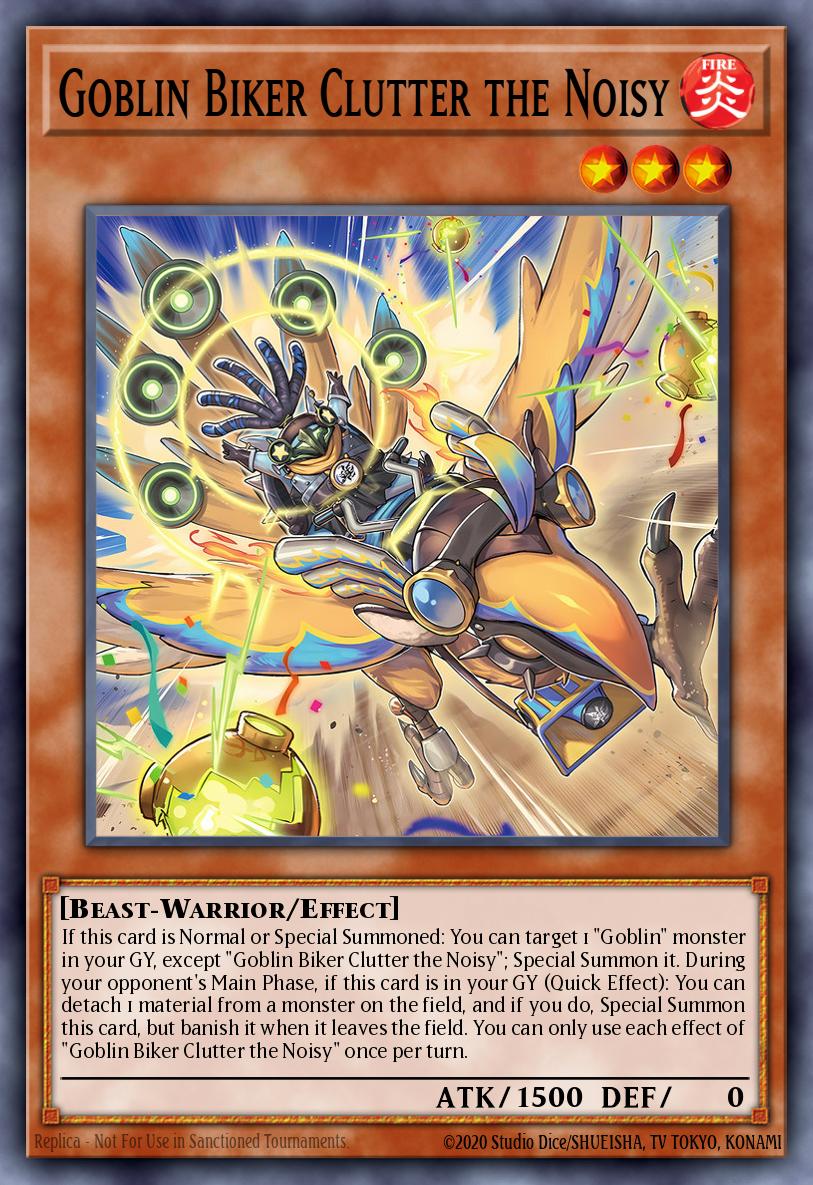 Goblin Biker Clutter the Noisy
FIRE
炎
[Beast-Warrior/Effect]
If this card is Normal or Special Summoned: You can target 1 "Goblin" monster
in your GY, except "Goblin Biker Clutter the Noisy"; Special Summon it. During
your opponent's Main Phase, if this card is in your GY (Quick Effect): You can
detach 1 material from a monster on the field, and if you do, Special Summon
this card, but banish it when it leaves the field. You can only use each effect of
"Goblin Biker Clutter the Noisy" once per turn.
ATK/1500 DEF/ 0
Replica - Not For Use in Sanctioned Tournaments.
©2020 Studio Dice/SHUEISHA, TV TOKYO, KONAMI